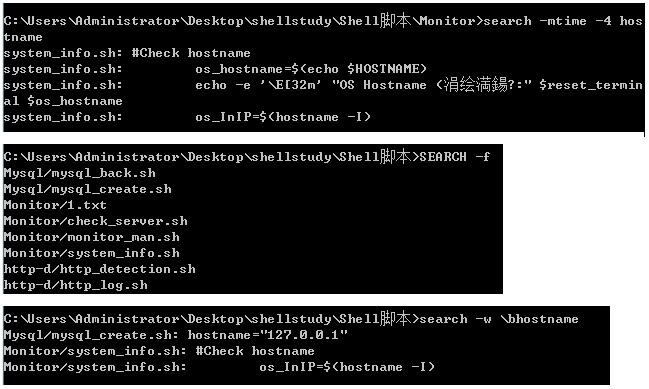 C:\Users\Administrator\Desktop\shellstudy\Shell脚本\Monitor>search -mtime -4 hos
tname
system_info.sh: #Check hostname
system_info.sh:         os_hostname=$(echo $HOSTNAME)
system_info.sh:         echo -e '\E[32m' "OS Hostname (涓绘満鍚?:" $reset_termin
al $os_hostname
system_info.sh:         os_InIP=$(hostname -I)
C:\Users\Administrator\Desktop\shellstudy\Shell脚本>SEARCH -f
Mysql/mysql_back.sh
Mysql/mysql_create.sh
Monitor/1.txt
Monitor/check_server.sh
Monitor/monitor_man.sh
Monitor/system_info.sh
http-d/http_detection.sh
http-d/http_log.sh
C:\Users\Administrator\Desktop\shellstudy\Shell脚本>search -w \bhostname
Mysql/mysql_create.sh: hostname="127.0.0.1"
Monitor/system_info.sh: #Check hostname
Monitor/system_info.sh:         os_InIP=$(hostname -I)